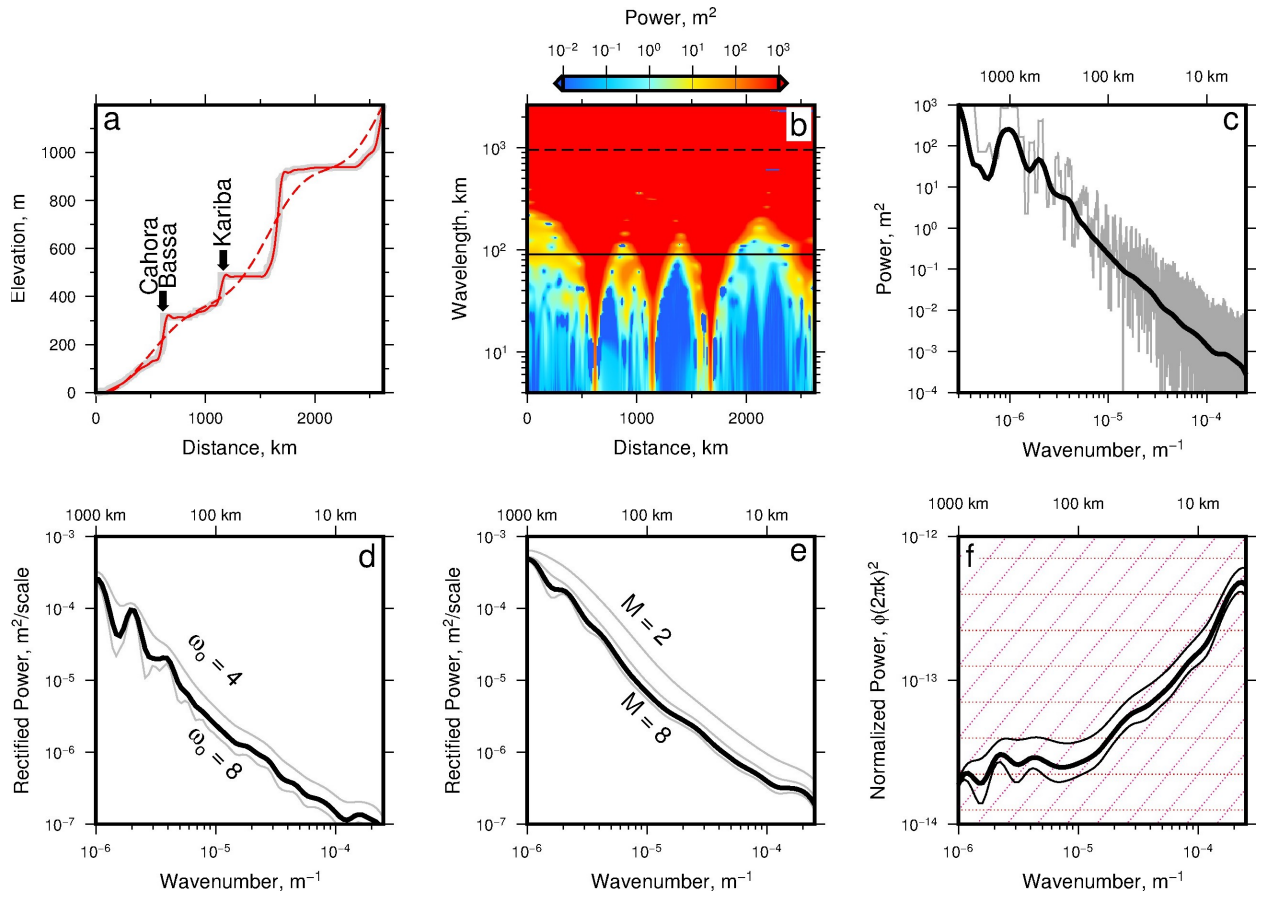 Power, m²
10⁻² 10⁻¹ 10⁰ 10¹ 10² 10³
a
Elevation, m
1000
800
600
400
200
0
Cahora
Bassa
Kariba
0 1000 2000
Distance, km
b
Wavelength, km
10³
10²
10¹
0 1000 2000
Distance, km
1000 km 100 km 10 km
c
Power, m²
10³
10²
10¹
10⁰
10⁻¹
10⁻²
10⁻³
10⁻⁴
10⁻⁶ 10⁻⁵ 10⁻⁴
Wavenumber, m⁻¹
1000 km 100 km 10 km
d
Rectified Power, m²/scale
10⁻³
10⁻⁴
10⁻⁵
10⁻⁶
10⁻⁷
ω₀ = 4
ω₀ = 8
10⁻⁶ 10⁻⁵ 10⁻⁴
Wavenumber, m⁻¹
1000 km 100 km 10 km
e
Rectified Power, m²/scale
10⁻³
10⁻⁴
10⁻⁵
10⁻⁶
10⁻⁷
M = 2
M = 8
10⁻⁶ 10⁻⁵ 10⁻⁴
Wavenumber, m⁻¹
1000 km 100 km 10 km
f
Normalized Power, ϕ(2πk)²
10⁻¹²
10⁻¹³
10⁻¹⁴
10⁻⁶ 10⁻⁵ 10⁻⁴
Wavenumber, m⁻¹